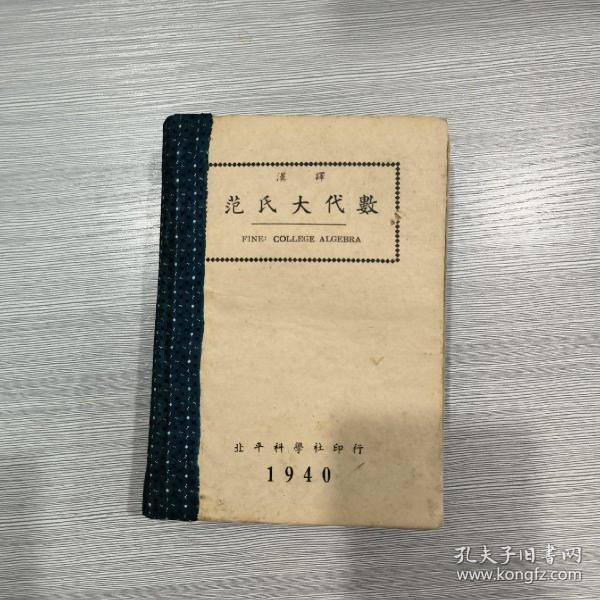 漢譯
范氏大代數
FINE: COLLEGE ALGEBRA
北平科學社印行
1940
孔夫子旧书网
www.kongfz.com